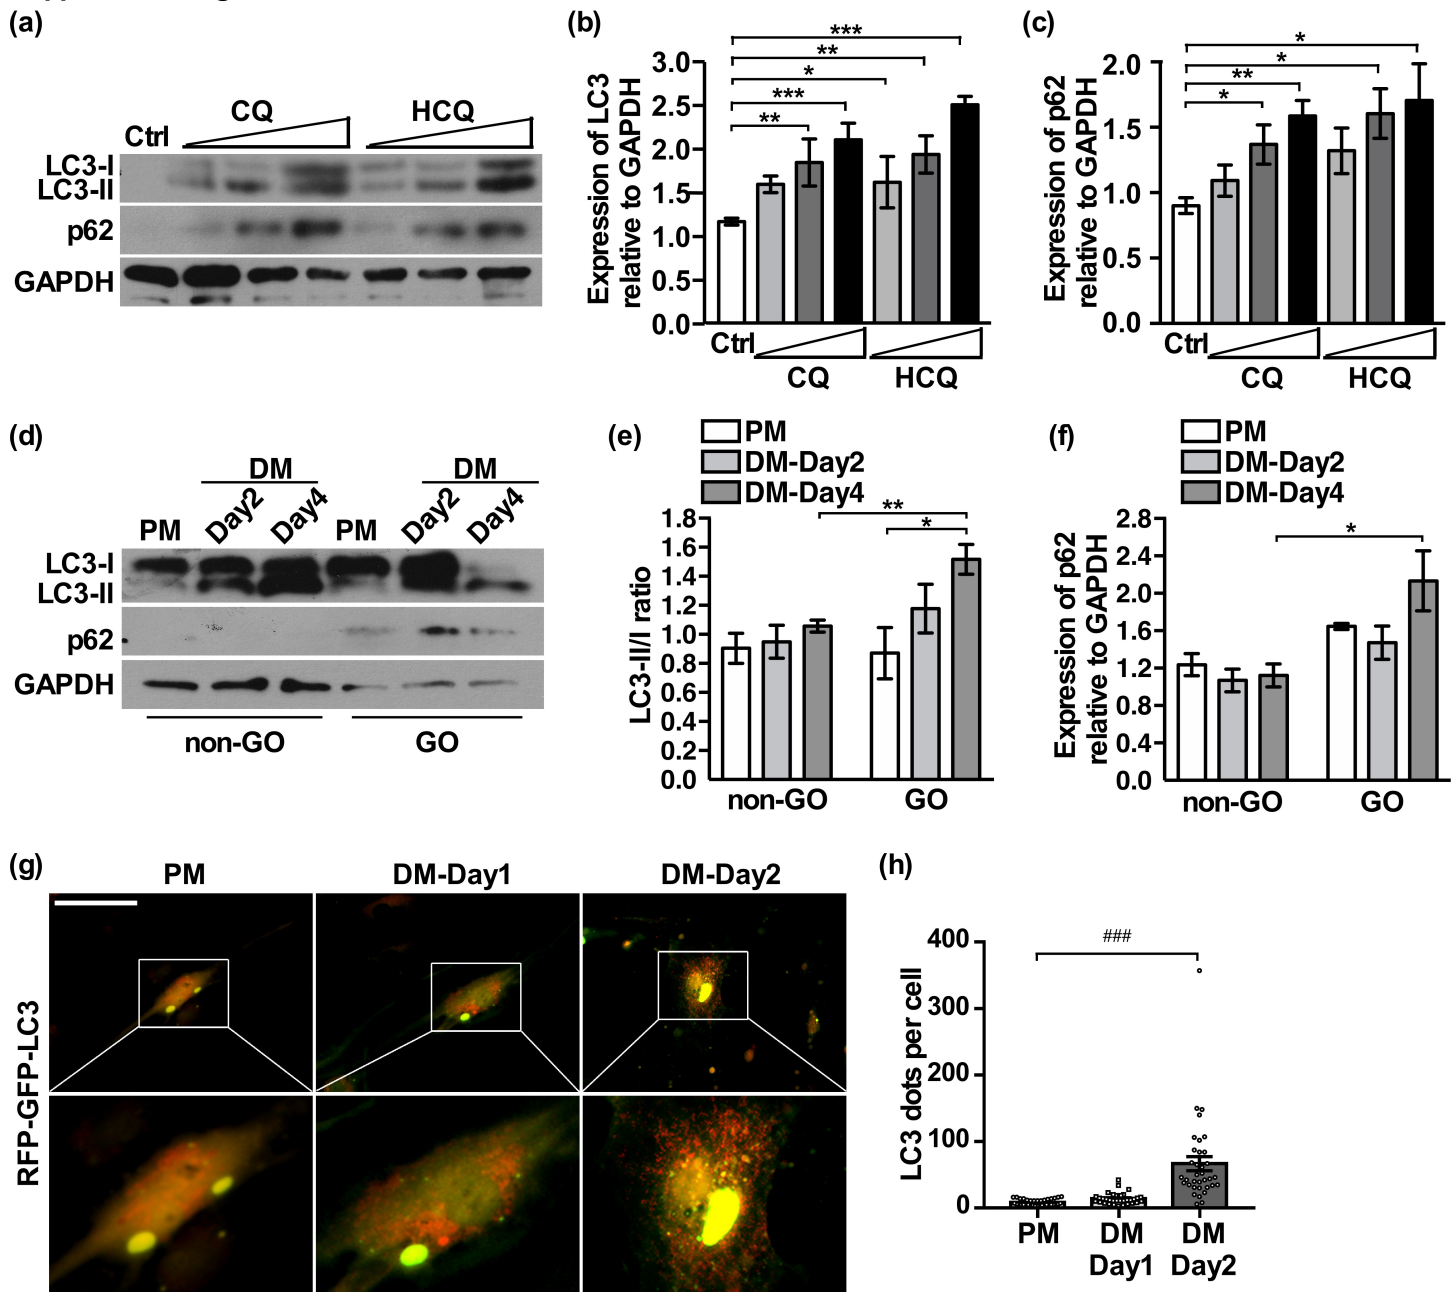 (a)
Ctrl CQ HCQ
LC3-I
LC3-II
p62
GAPDH
(b)
Expression of LC3
relative to GAPDH
3.0
2.5
2.0
1.5
1.0
0.5
0.0
***
**
*
***
**
Ctrl
CQ HCQ
(c)
Expression of p62
relative to GAPDH
2.0
1.5
1.0
0.5
0.0
*
*
**
*
Ctrl
CQ HCQ
(d)
DM DM
PM Day2 Day4 PM Day2 Day4
LC3-I
LC3-II
p62
GAPDH
non-GO GO
(e)
PM
DM-Day2
DM-Day4
LC3-II/I ratio
1.8
1.6
1.4
1.2
1.0
0.8
0.6
0.4
0.2
0.0
**
*
non-GO GO
(f)
PM
DM-Day2
DM-Day4
Expression of p62
relative to GAPDH
2.8
2.4
2.0
1.6
1.2
0.8
0.4
0.0
*
non-GO GO
(g)
PM DM-Day1 DM-Day2
RFP-GFP-LC3
(h)
LC3 dots per cell
400
300
200
100
0
###
PM DM DM
Day1 Day2